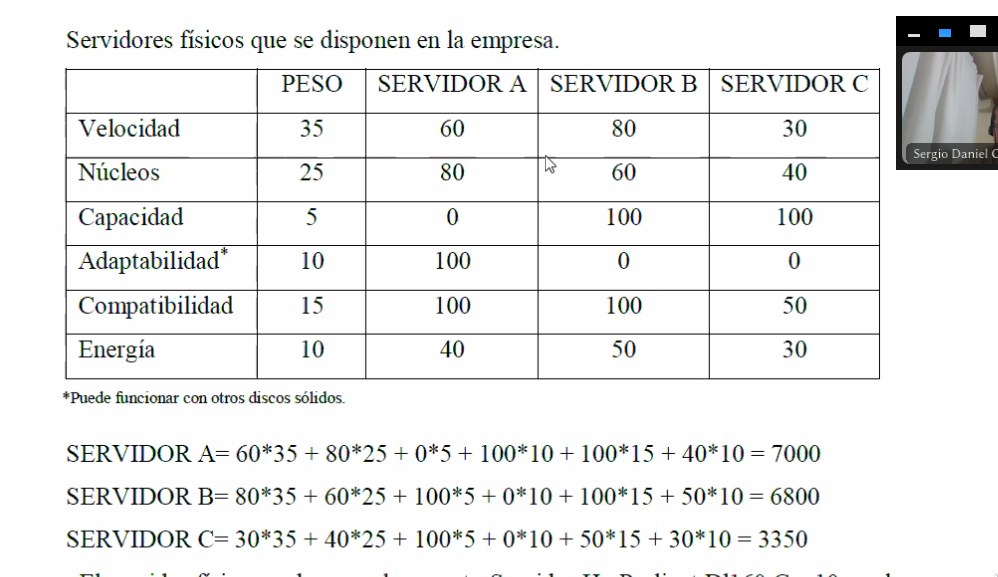 Servidores físicos que se disponen en la empresa.
PESO SERVIDOR A SERVIDOR B SERVIDOR C
Velocidad 35 60 80 30
Núcleos 25 80 60 40
Capacidad 5 0 100 100
Adaptabilidad* 10 100 0 0
Compatibilidad 15 100 100 50
Energía 10 40 50 30
*Puede funcionar con otros discos sólidos.
SERVIDOR A= 60*35 + 80*25 + 0*5 + 100*10 + 100*15 + 40*10 = 7000
SERVIDOR B= 80*35 + 60*25 + 100*5 + 0*10 + 100*15 + 50*10 = 6800
SERVIDOR C= 30*35 + 40*25 + 100*5 + 0*10 + 50*15 + 30*10 = 3350
Sergio Daniel